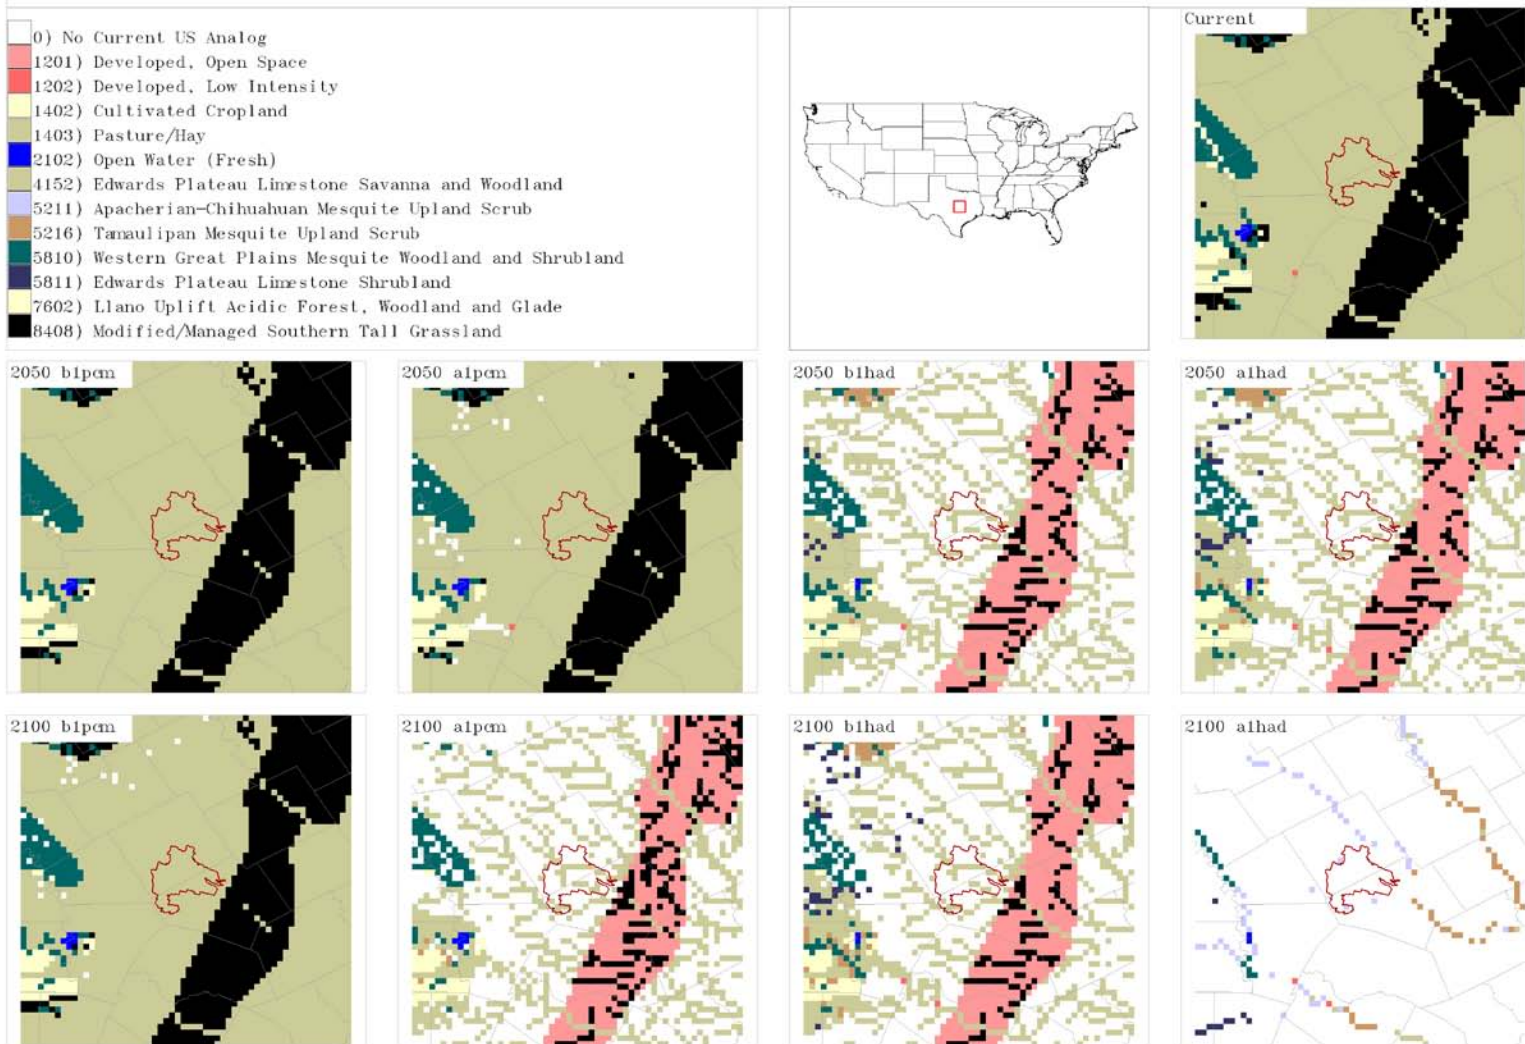 0) No Current US Analog
1201) Developed, Open Space
1202) Developed, Low Intensity
1402) Cultivated Cropland
1403) Pasture/Hay
2102) Open Water (Fresh)
4152) Edwards Plateau Limestone Savanna and Woodland
5211) Apacherian-Chihuahuan Mesquite Upland Scrub
5216) Tamaulipan Mesquite Upland Scrub
5810) Western Great Plains Mesquite Woodland and Shrubland
5811) Edwards Plateau Limestone Shrubland
7602) Llano Uplift Acidic Forest, Woodland and Glade
8408) Modified/Managed Southern Tall Grassland
Current
2050 b1pcm
2050 a1pcm
2050 b1had
2050 a1had
2100 b1pcm
2100 a1pcm
2100 b1had
2100 a1had